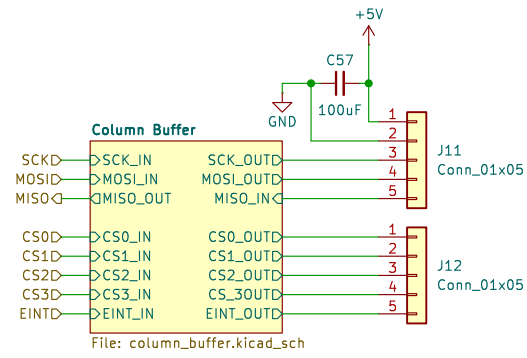 +5V
C57
100uF
GND
Column Buffer
SCK
SCK_IN
SCK_OUT
MOSI
MOSI_IN
MOSI_OUT
MISO
MISO_OUT
MISO_IN
CS0
CS0_IN
CS0_OUT
CS1
CS1_IN
CS1_OUT
CS2
CS2_IN
CS2_OUT
CS3
CS3_IN
CS_3OUT
EINT
EINT_IN
EINT_OUT
File: column_buffer.kicad_sch
1
2
3
4
5
J11
Conn_01x05
1
2
3
4
5
J12
Conn_01x05